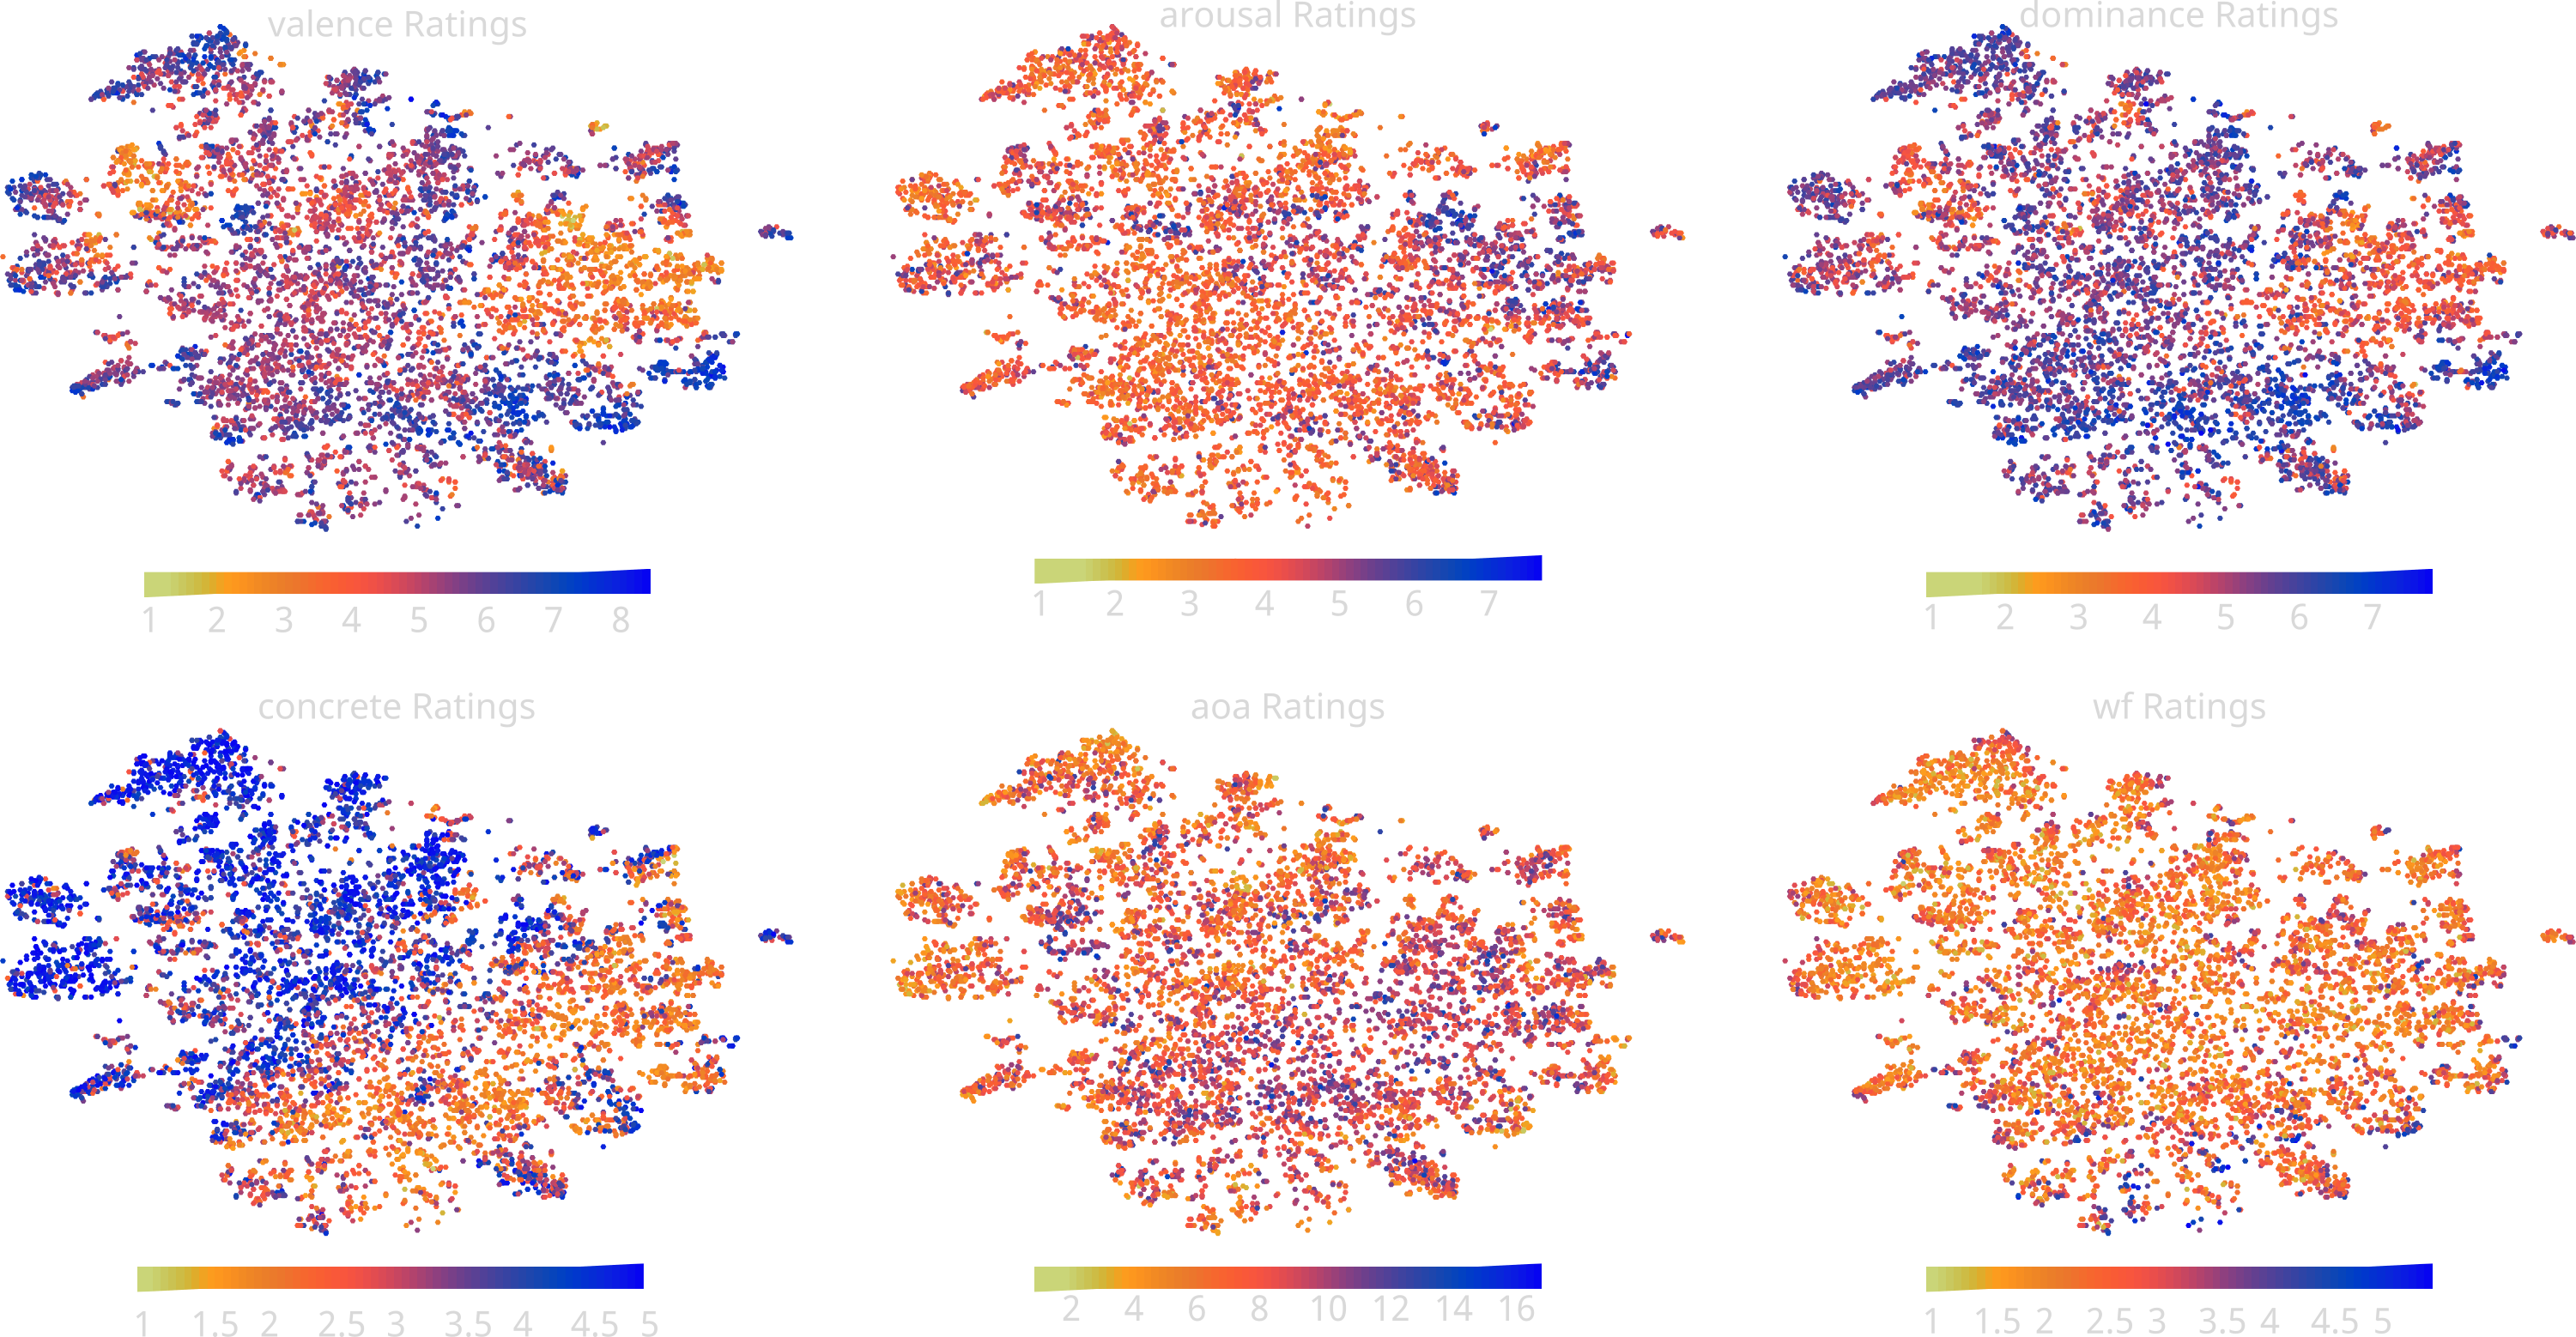 valence Ratings
arousal Ratings
dominance Ratings
1 2 3 4 5 6 7 8
1 2 3 4 5 6 7
1 2 3 4 5 6 7
concrete Ratings
aoa Ratings
wf Ratings
1 1.5 2 2.5 3 3.5 4 4.5 5
2 4 6 8 10 12 14 16
1 1.5 2 2.5 3 3.5 4 4.5 5